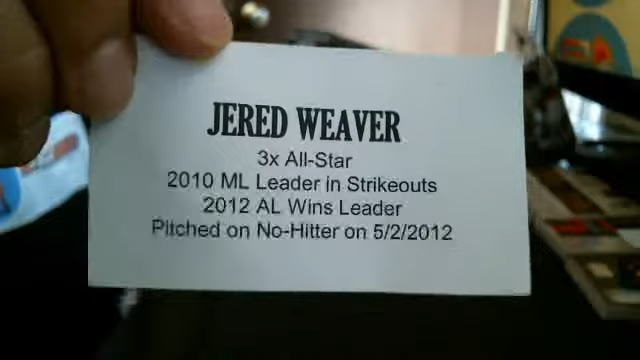 JERED WEAVER
3x All-Star
2010 ML Leader in Strikeouts
2012 AL Wins Leader
Pitched on No-Hitter on 5/2/2012